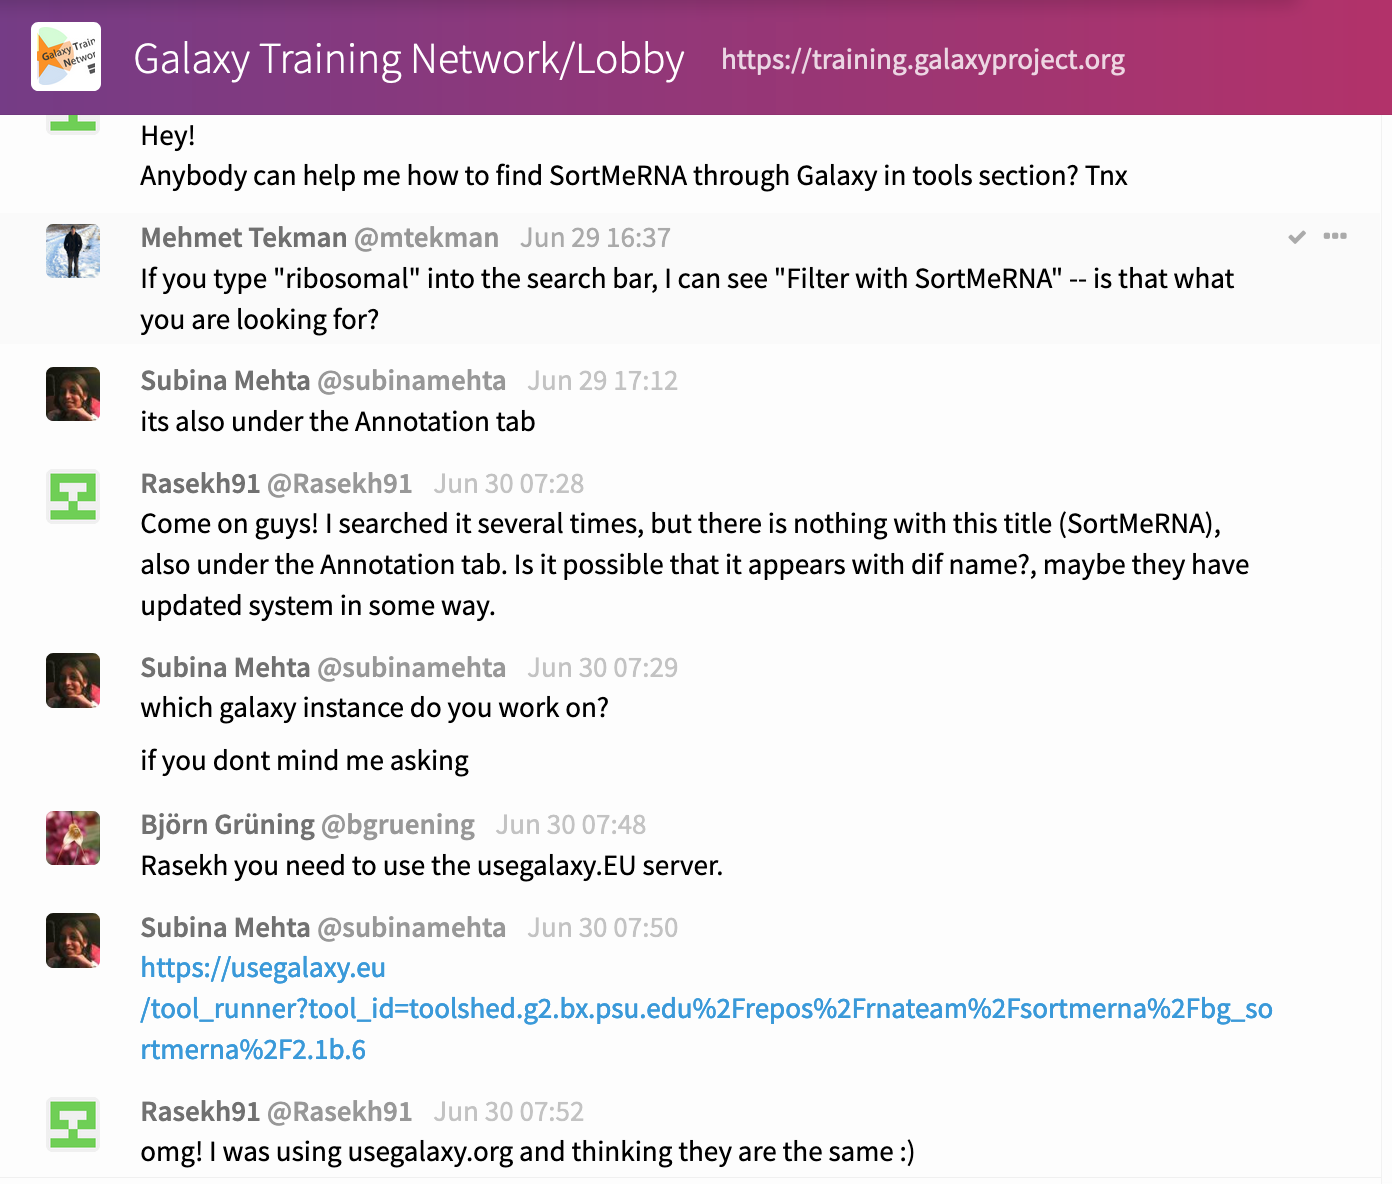 Galaxy Train
Networ
Galaxy Training Network/Lobby https://training.galaxyproject.org
Hey!
Anybody can help me how to find SortMeRNA through Galaxy in tools section? Tnx
Mehmet Tekman @mtekman Jun 29 16:37
If you type "ribosomal" into the search bar, I can see "Filter with SortMeRNA" -- is that what
you are looking for?
Subina Mehta @subinamehta Jun 29 17:12
its also under the Annotation tab
Rasekh91 @Rasekh91 Jun 30 07:28
Come on guys! I searched it several times, but there is nothing with this title (SortMeRNA),
also under the Annotation tab. Is it possible that it appears with dif name?, maybe they have
updated system in some way.
Subina Mehta @subinamehta Jun 30 07:29
which galaxy instance do you work on?
if you dont mind me asking
Björn Grüning @bgruening Jun 30 07:48
Rasekh you need to use the usegalaxy.EU server.
Subina Mehta @subinamehta Jun 30 07:50
https://usegalaxy.eu
/tool_runner?tool_id=toolshed.g2.bx.psu.edu%2Frepos%2Frnateam%2Fsortmerna%2Fbg_so
rtmerna%2F2.1b.6
Rasekh91 @Rasekh91 Jun 30 07:52
omg! I was using usegalaxy.org and thinking they are the same :)